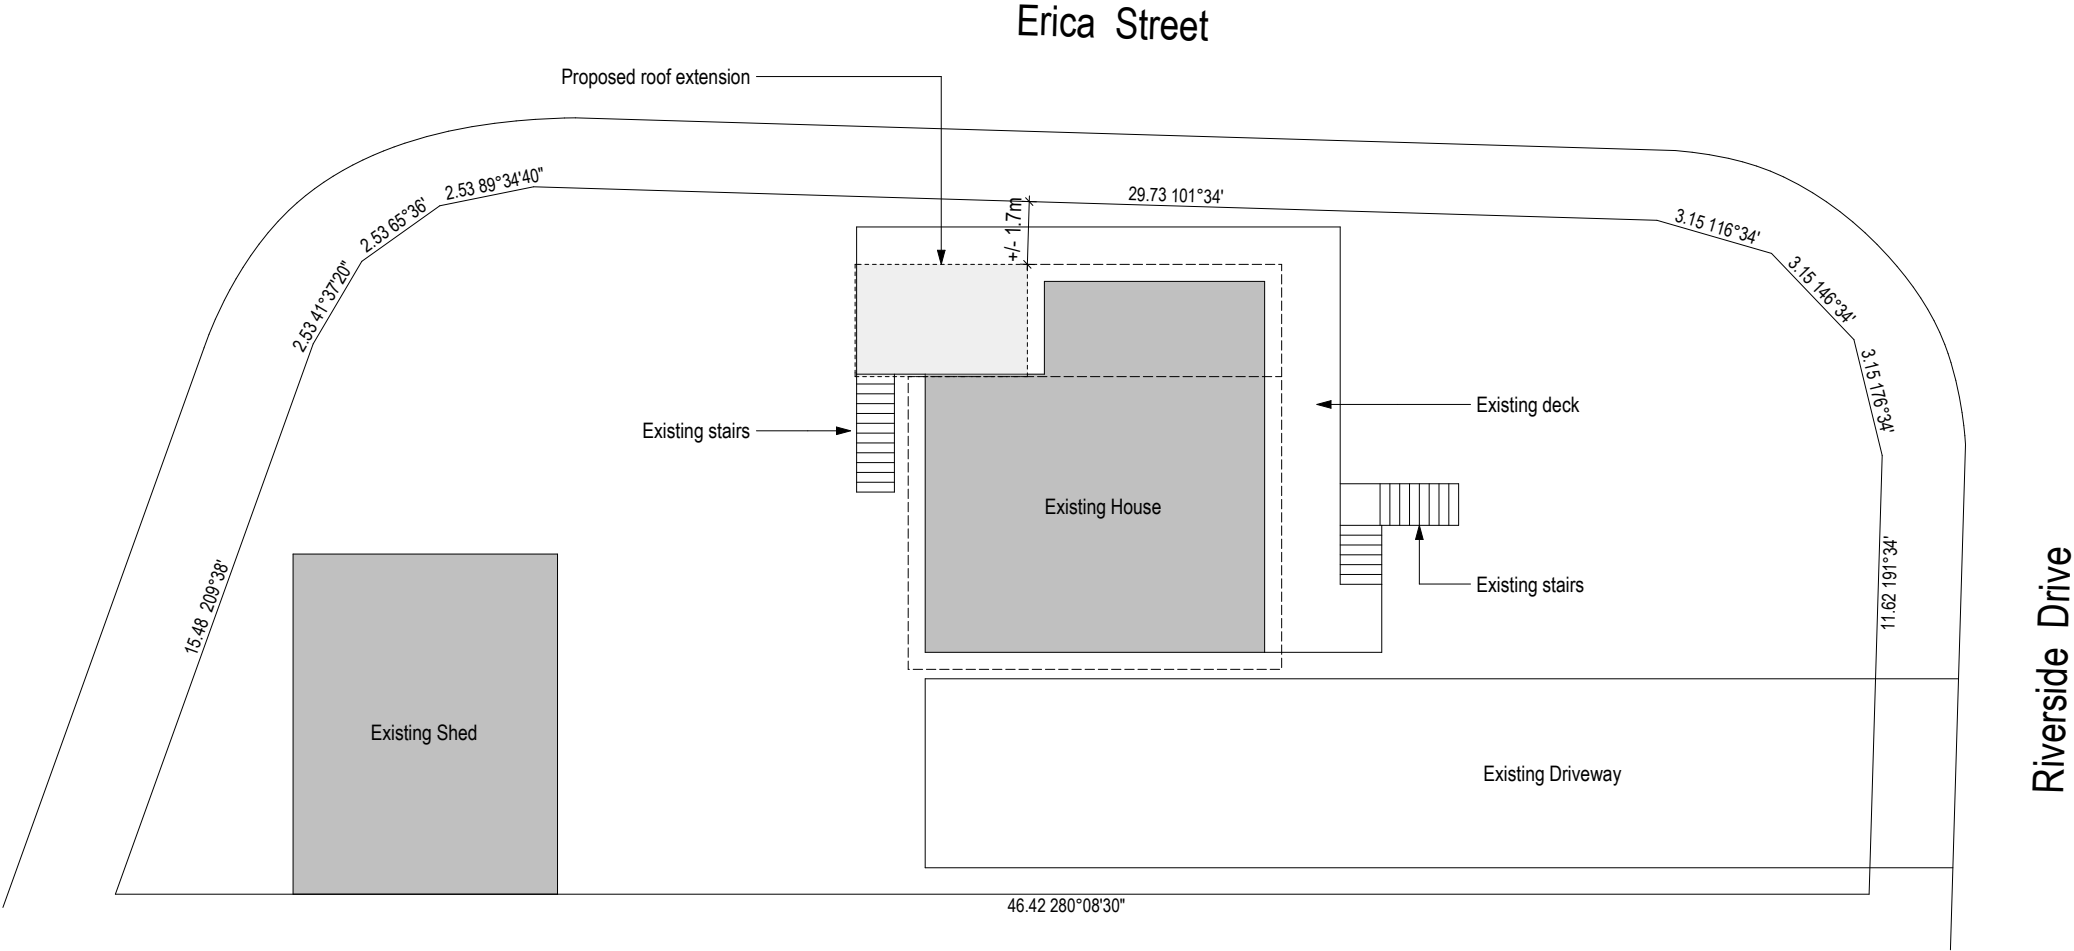 Erica Street
Proposed roof extension
2.53 89°34'40"
2.53 65°36'
2.53 41°37'20"
29.73 101°34'
+/- 1.7m
3.15 116°34'
3.15 146°34'
3.15 176°34'
Existing stairs
Existing deck
Existing House
Existing stairs
15.48 209°38'
11.62 191°34'
Riverside Drive
Existing Shed
Existing Driveway
46.42 280°08'30"